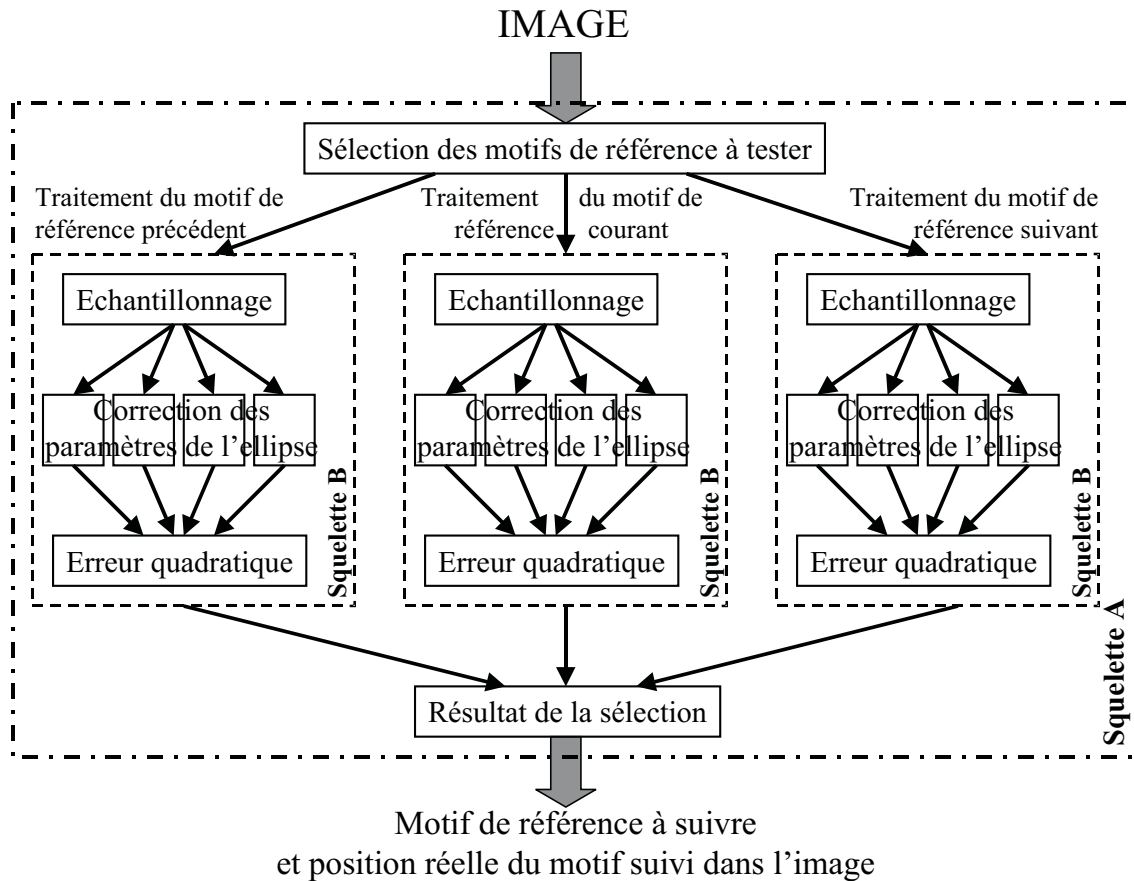 IMAGE
Sélection des motifs de référence à tester
Traitement du motif de
référence précédent
Traitement du motif de
référence courant
Traitement du motif de
référence suivant
Echantillonnage
Correction des
paramètres de l’ellipse
Erreur quadratique
Squelette B
Echantillonnage
Correction des
paramètres de l’ellipse
Erreur quadratique
Squelette B
Echantillonnage
Correction des
paramètres de l’ellipse
Erreur quadratique
Squelette B
Squelette A
Résultat de la sélection
Motif de référence à suivre
et position réelle du motif suivi dans l’image